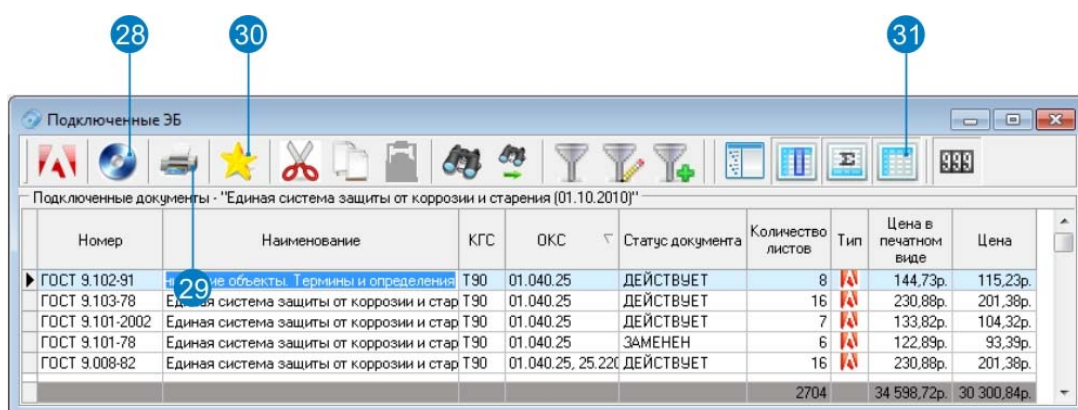 28 30 31
Подключенные ЭБ
999
Подключенные документы - "Единая система защиты от коррозии и старения (01.10.2010)"
Номер Наименование КГС ОКС Статус документа Количество листов Тип Цена в печатном виде Цена
ГОСТ 9.102-91 объекты. Термины и определения Т90 01.040.25 ДЕЙСТВУЕТ 8 144,73р. 115,23р.
29
ГОСТ 9.103-78 система защиты от коррозии и стар Т90 01.040.25 ДЕЙСТВУЕТ 16 230,88р. 201,38р.
ГОСТ 9.101-2002 Единая система защиты от коррозии и стар Т90 01.040.25 ДЕЙСТВУЕТ 7 133,82р. 104,32р.
ГОСТ 9.101-78 Единая система защиты от коррозии и стар Т90 01.040.25 ЗАМЕНЕН 6 122,89р. 93,39р.
ГОСТ 9.008-82 Единая система защиты от коррозии и стар Т90 01.040.25, 25.220 ДЕЙСТВУЕТ 16 230,88р. 201,38р.
2704 34 598,72р. 30 300,84р.